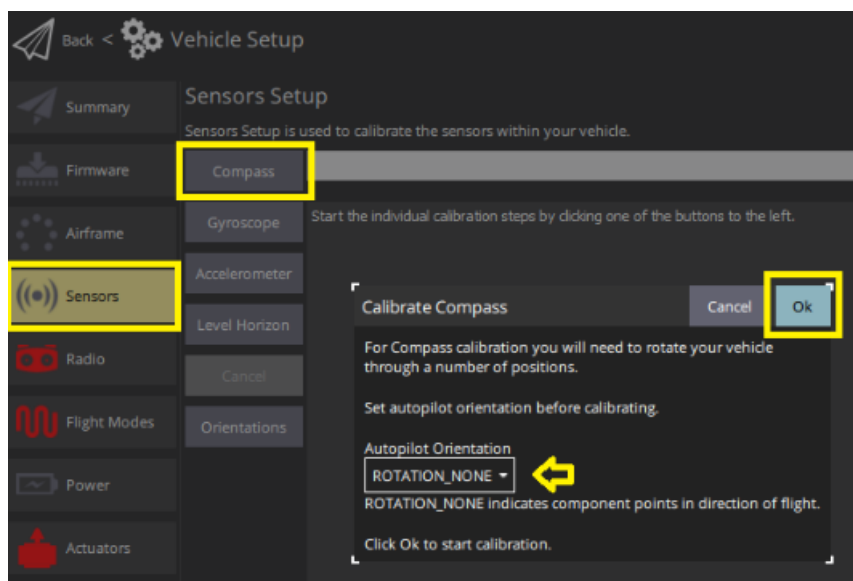 Back < Vehicle Setup
Summary
Firmware
Airframe
Sensors
Radio
Flight Modes
Power
Actuators
Sensors Setup
Sensors Setup is used to calibrate the sensors within your vehicle.
Compass
Gyroscope
Accelerometer
Level Horizon
Cancel
Orientations
Start the individual calibration steps by clicking one of the buttons to the left.
Calibrate Compass
Cancel
Ok
For Compass calibration you will need to rotate your vehicle
through a number of positions.
Set autopilot orientation before calibrating.
Autopilot Orientation
ROTATION_NONE
ROTATION_NONE indicates component points in direction of flight.
Click Ok to start calibration.